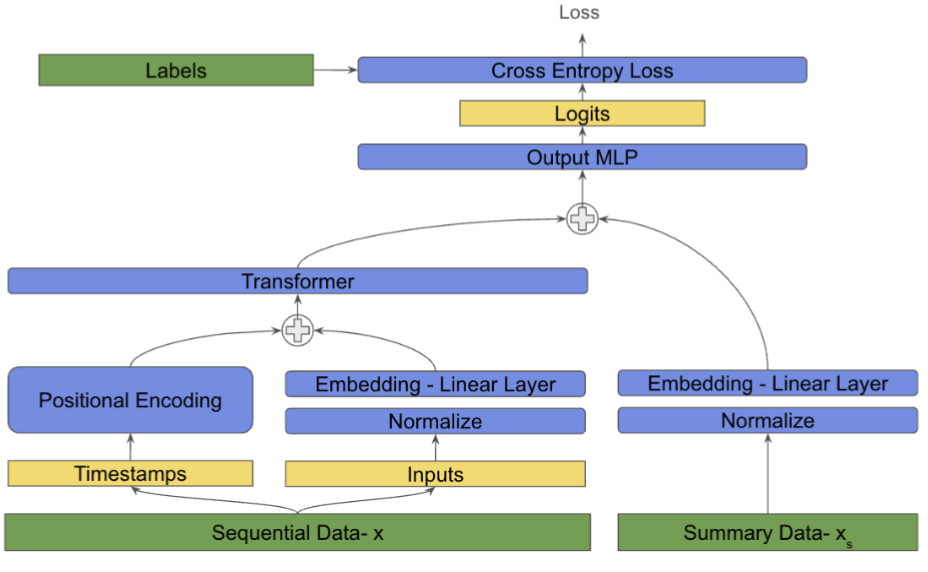 Loss
Labels
Cross Entropy Loss
Logits
Output MLP
Transformer
Positional Encoding
Embedding - Linear Layer
Embedding - Linear Layer
Normalize
Normalize
Timestamps
Inputs
Sequential Data- x
Summary Data- xₛ